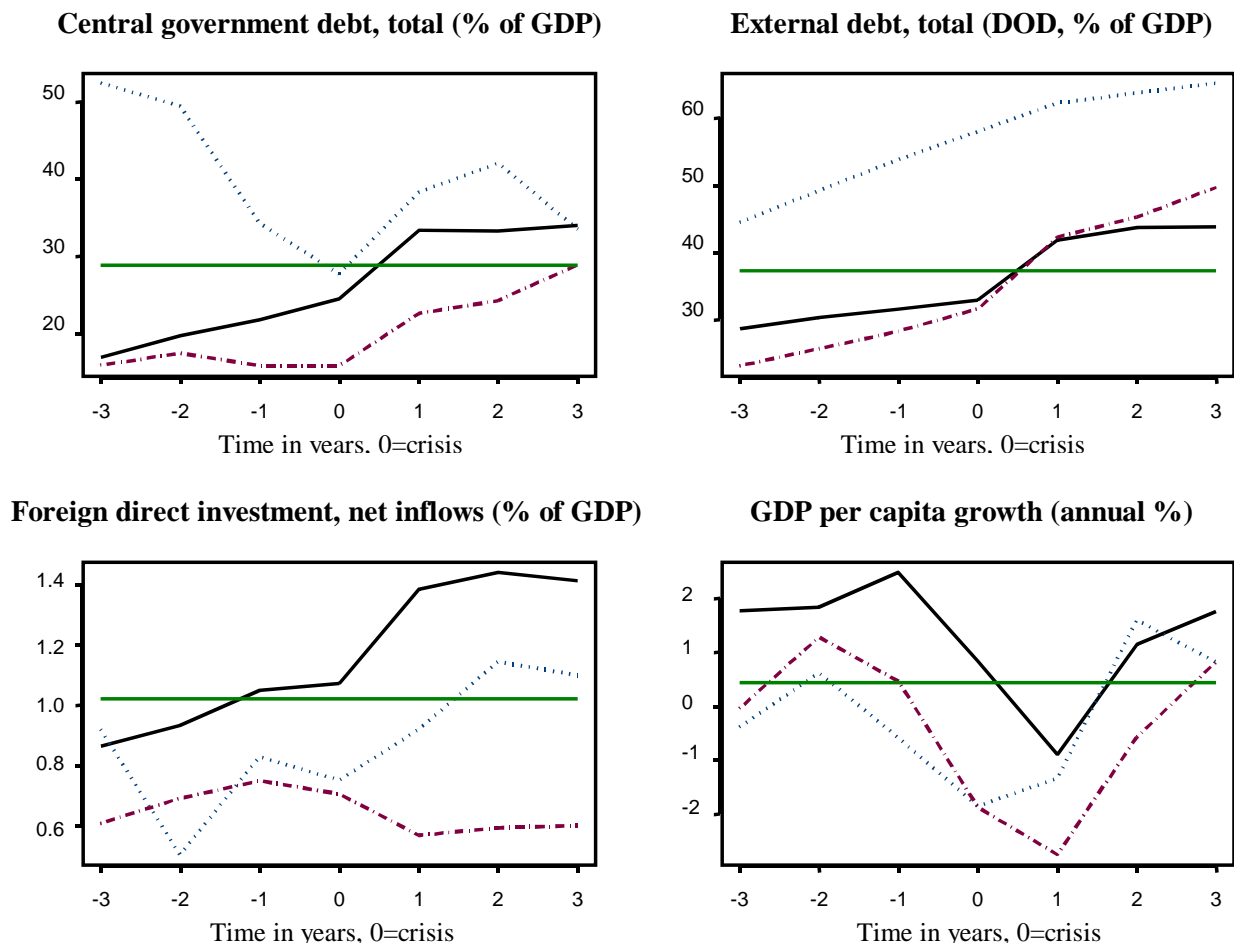 Central government debt, total (% of GDP)
50
40
30
20
-3 -2 -1 0 1 2 3
Time in years. 0=crisis
External debt, total (DOD, % of GDP)
60
50
40
30
-3 -2 -1 0 1 2 3
Time in years. 0=crisis
Foreign direct investment, net inflows (% of GDP)
1.4
1.2
1.0
0.8
0.6
-3 -2 -1 0 1 2 3
Time in years, 0=crisis
GDP per capita growth (annual %)
2
1
0
-1
-2
-3 -2 -1 0 1 2 3
Time in years, 0=crisis